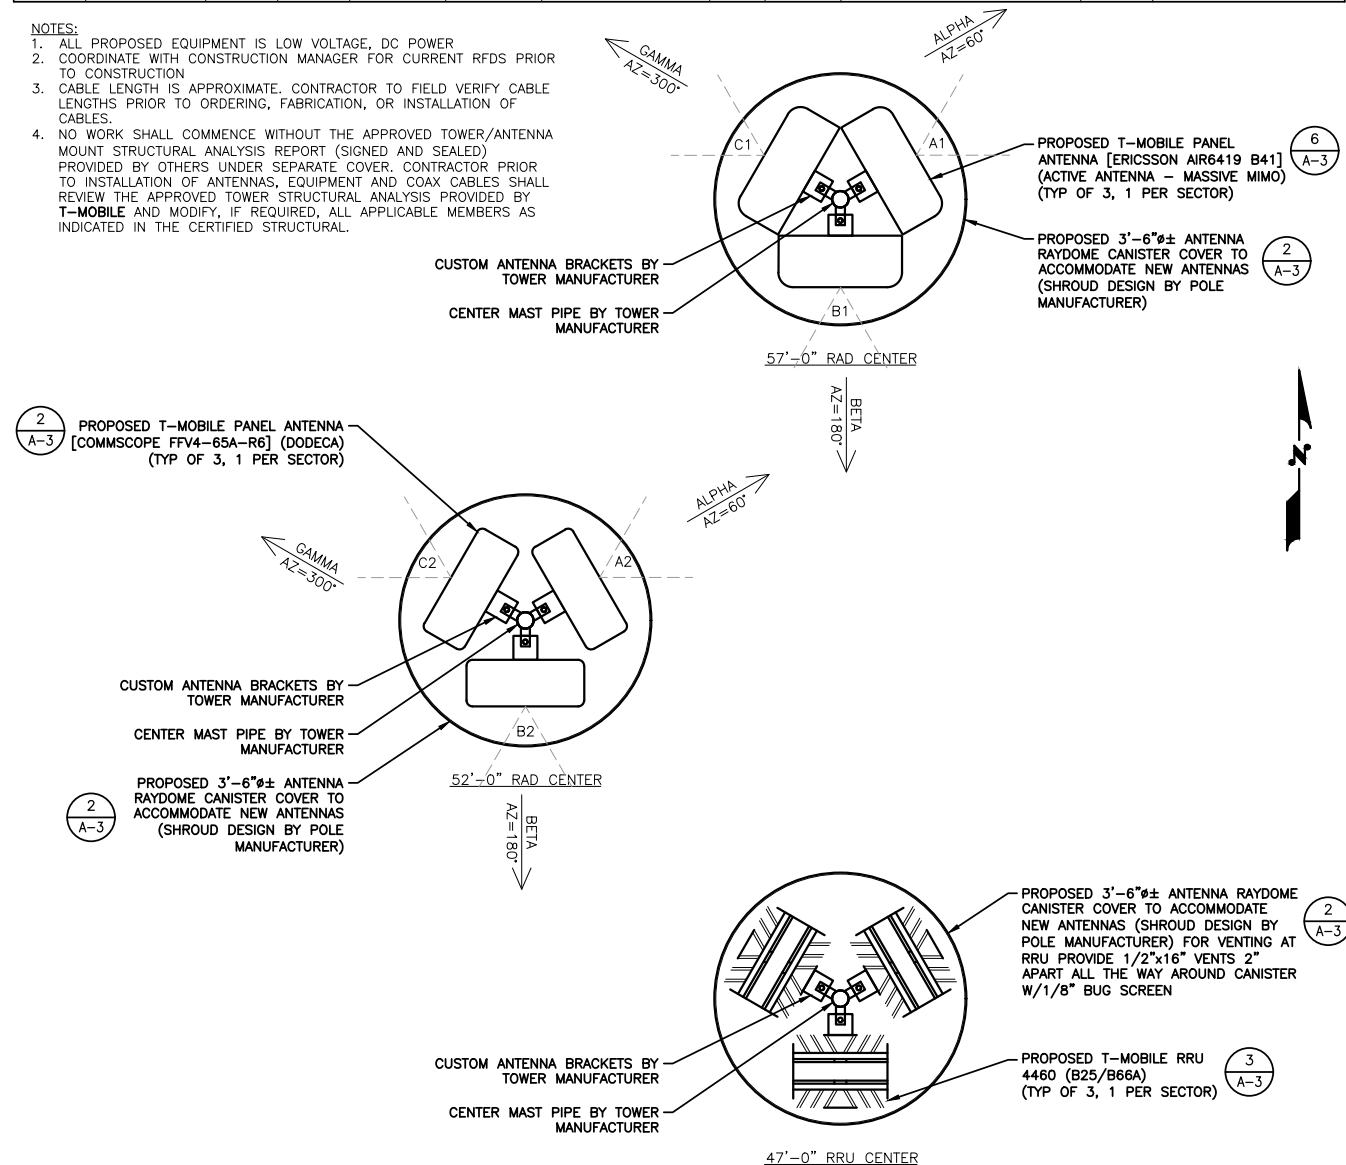 NOTES:
1. ALL PROPOSED EQUIPMENT IS LOW VOLTAGE, DC POWER
2. COORDINATE WITH CONSTRUCTION MANAGER FOR CURRENT RFDS PRIOR
TO CONSTRUCTION
3. CABLE LENGTH IS APPROXIMATE. CONTRACTOR TO FIELD VERIFY CABLE
LENGTHS PRIOR TO ORDERING, FABRICATION, OR INSTALLATION OF
CABLES.
4. NO WORK SHALL COMMENCE WITHOUT THE APPROVED TOWER/ANTENNA
MOUNT STRUCTURAL ANALYSIS REPORT (SIGNED AND SEALED)
PROVIDED BY OTHERS UNDER SEPARATE COVER. CONTRACTOR PRIOR
TO INSTALLATION OF ANTENNAS, EQUIPMENT AND COAX CABLES SHALL
REVIEW THE APPROVED TOWER STRUCTURAL ANALYSIS PROVIDED BY
T-MOBILE AND MODIFY, IF REQUIRED, ALL APPLICABLE MEMBERS AS
INDICATED IN THE CERTIFIED STRUCTURAL.
GAMMA
AZ=300°
ALPHA
AZ=60°
C1
A1
B1
PROPOSED T-MOBILE PANEL
ANTENNA [ERICSSON AIR6419 B41]
(ACTIVE ANTENNA - MASSIVE MIMO)
(TYP OF 3, 1 PER SECTOR)
6
A-3
PROPOSED 3'-6"ø± ANTENNA
RAYDOME CANISTER COVER TO
ACCOMMODATE NEW ANTENNAS
(SHROUD DESIGN BY POLE
MANUFACTURER)
2
A-3
CUSTOM ANTENNA BRACKETS BY
TOWER MANUFACTURER
CENTER MAST PIPE BY TOWER
MANUFACTURER
57'-0" RAD CENTER
BETA
AZ=180°
N
2
A-3
PROPOSED T-MOBILE PANEL ANTENNA
[COMMSCOPE FFV4-65A-R6] (DODECA)
(TYP OF 3, 1 PER SECTOR)
ALPHA
AZ=60°
GAMMA
AZ=300°
C2
A2
B2
CUSTOM ANTENNA BRACKETS BY
TOWER MANUFACTURER
CENTER MAST PIPE BY TOWER
MANUFACTURER
PROPOSED 3'-6"ø± ANTENNA
RAYDOME CANISTER COVER TO
ACCOMMODATE NEW ANTENNAS
(SHROUD DESIGN BY POLE
MANUFACTURER)
2
A-3
52'-0" RAD CENTER
BETA
AZ=180°
PROPOSED 3'-6"ø± ANTENNA RAYDOME
CANISTER COVER TO ACCOMMODATE
NEW ANTENNAS (SHROUD DESIGN BY
POLE MANUFACTURER) FOR VENTING AT
RRU PROVIDE 1/2"x16" VENTS 2"
APART ALL THE WAY AROUND CANISTER
W/1/8" BUG SCREEN
2
A-3
CUSTOM ANTENNA BRACKETS BY
TOWER MANUFACTURER
CENTER MAST PIPE BY TOWER
MANUFACTURER
PROPOSED T-MOBILE RRU
4460 (B25/B66A)
(TYP OF 3, 1 PER SECTOR)
3
A-3
47'-0" RRU CENTER